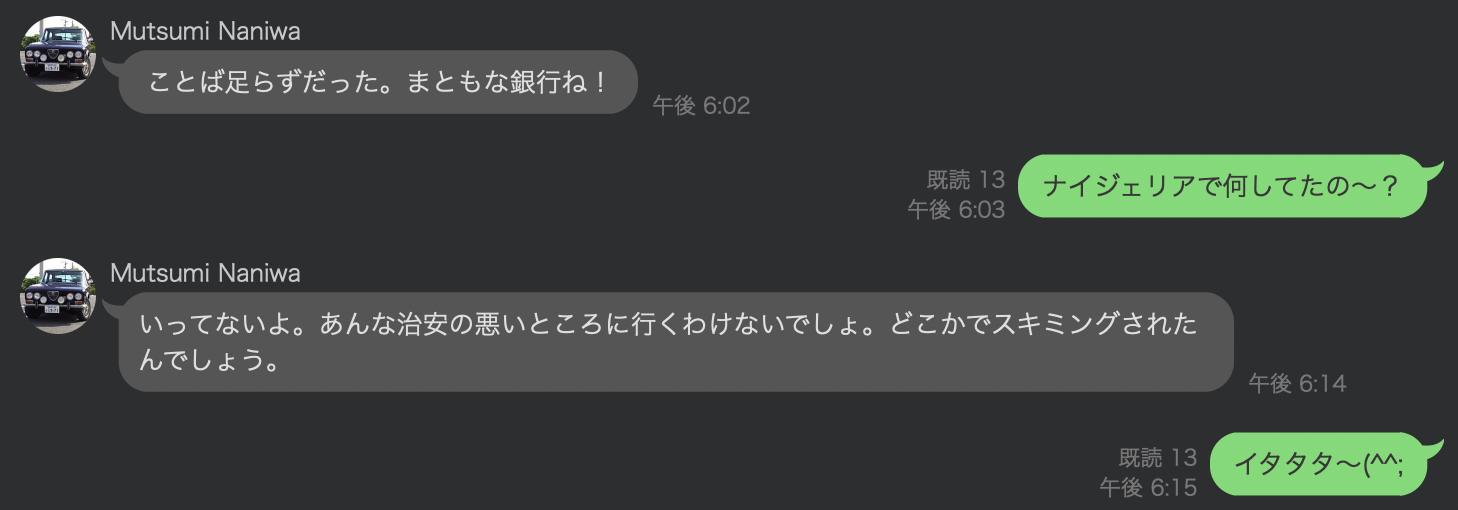 Mutsumi Naniwa
ことば足らずだった。まともな銀行ね！
午後 6:02
既読 13
午後 6:03
ナイジェリアで何してたの〜？
Mutsumi Naniwa
いってないよ。あんな治安の悪いところに行くわけないでしょ。どこかでスキミングされた
んでしょう。
午後 6:14
既読 13
午後 6:15
イタタタ〜(^^;